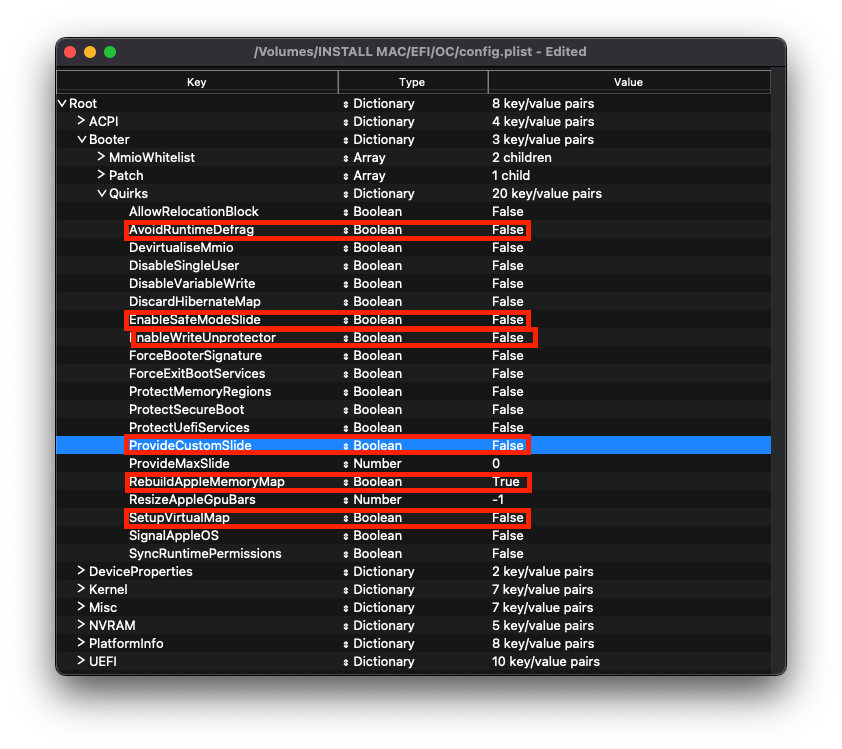 /Volumes/INSTALL MAC/EFI/OC/config.plist - Edited
Key Type Value
Root Dictionary 8 key/value pairs
ACPI Dictionary 4 key/value pairs
Booter Dictionary 3 key/value pairs
MmioWhitelist Array 2 children
Patch Array 1 child
Quirks Dictionary 20 key/value pairs
AllowRelocationBlock Boolean False
AvoidRuntimeDefrag Boolean False
DevirtualiseMmio Boolean False
DisableSingleUser Boolean False
DisableVariableWrite Boolean False
DiscardHibernateMap Boolean False
EnableSafeModeSlide Boolean False
EnableWriteUnprotector Boolean False
ForceBooterSignature Boolean False
ForceExitBootServices Boolean False
ProtectMemoryRegions Boolean False
ProtectSecureBoot Boolean False
ProtectUefiServices Boolean False
ProvideCustomSlide Boolean False
ProvideMaxSlide Number 0
RebuildAppleMemoryMap Boolean True
ResizeAppleGpuBars Number -1
SetupVirtualMap Boolean False
SignalAppleOS Boolean False
SyncRuntimePermissions Boolean False
DeviceProperties Dictionary 2 key/value pairs
Kernel Dictionary 7 key/value pairs
Misc Dictionary 7 key/value pairs
NVRAM Dictionary 5 key/value pairs
PlatformInfo Dictionary 8 key/value pairs
UEFI Dictionary 10 key/value pairs